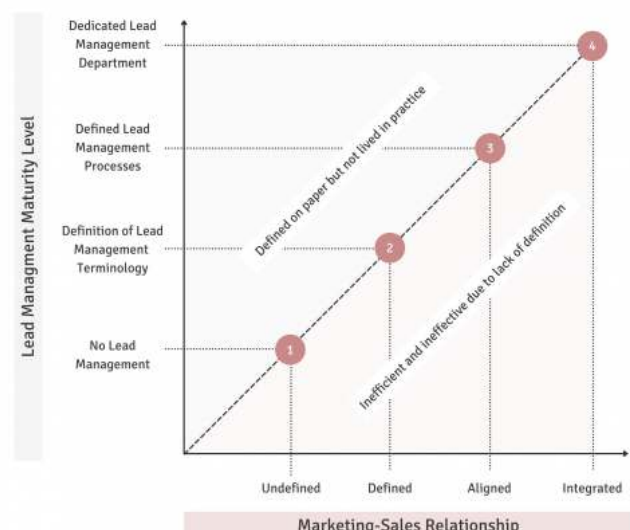 Dedicated Lead
Management
Department
Defined Lead
Management
Processes
Definition of Lead
Management
Terminology
No Lead
Management
Lead Managment Maturity Level
4
3
2
1
Defined on paper but not lived in practice
Inefficient and ineffective due to lack of definition
Undefined
Defined
Aligned
Integrated
Marketing-Sales Relationship